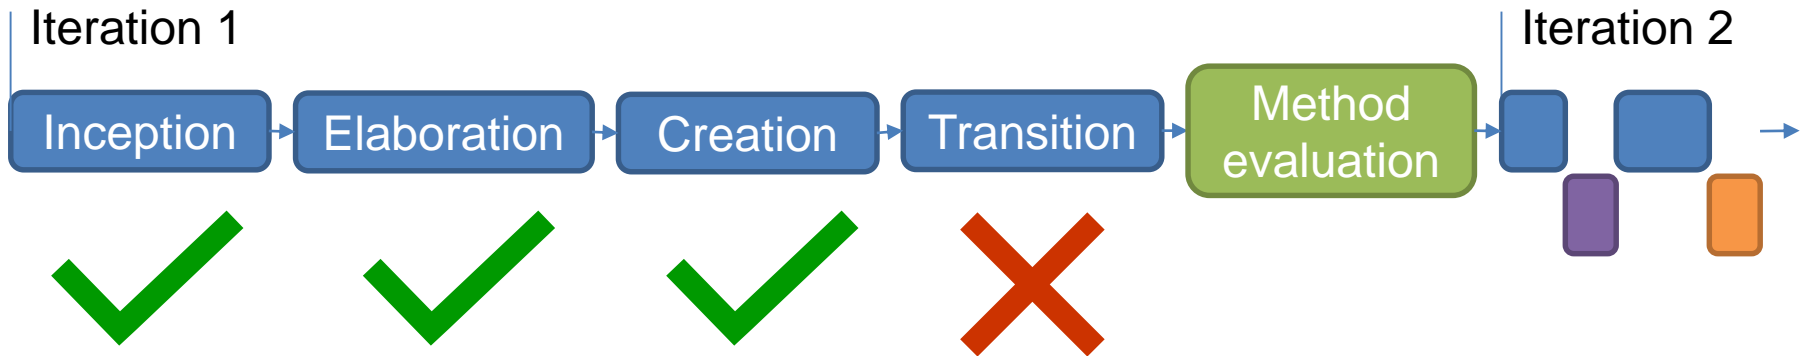 Iteration 1
Iteration 2
Inception
Elaboration
Creation
Transition
Method
evaluation